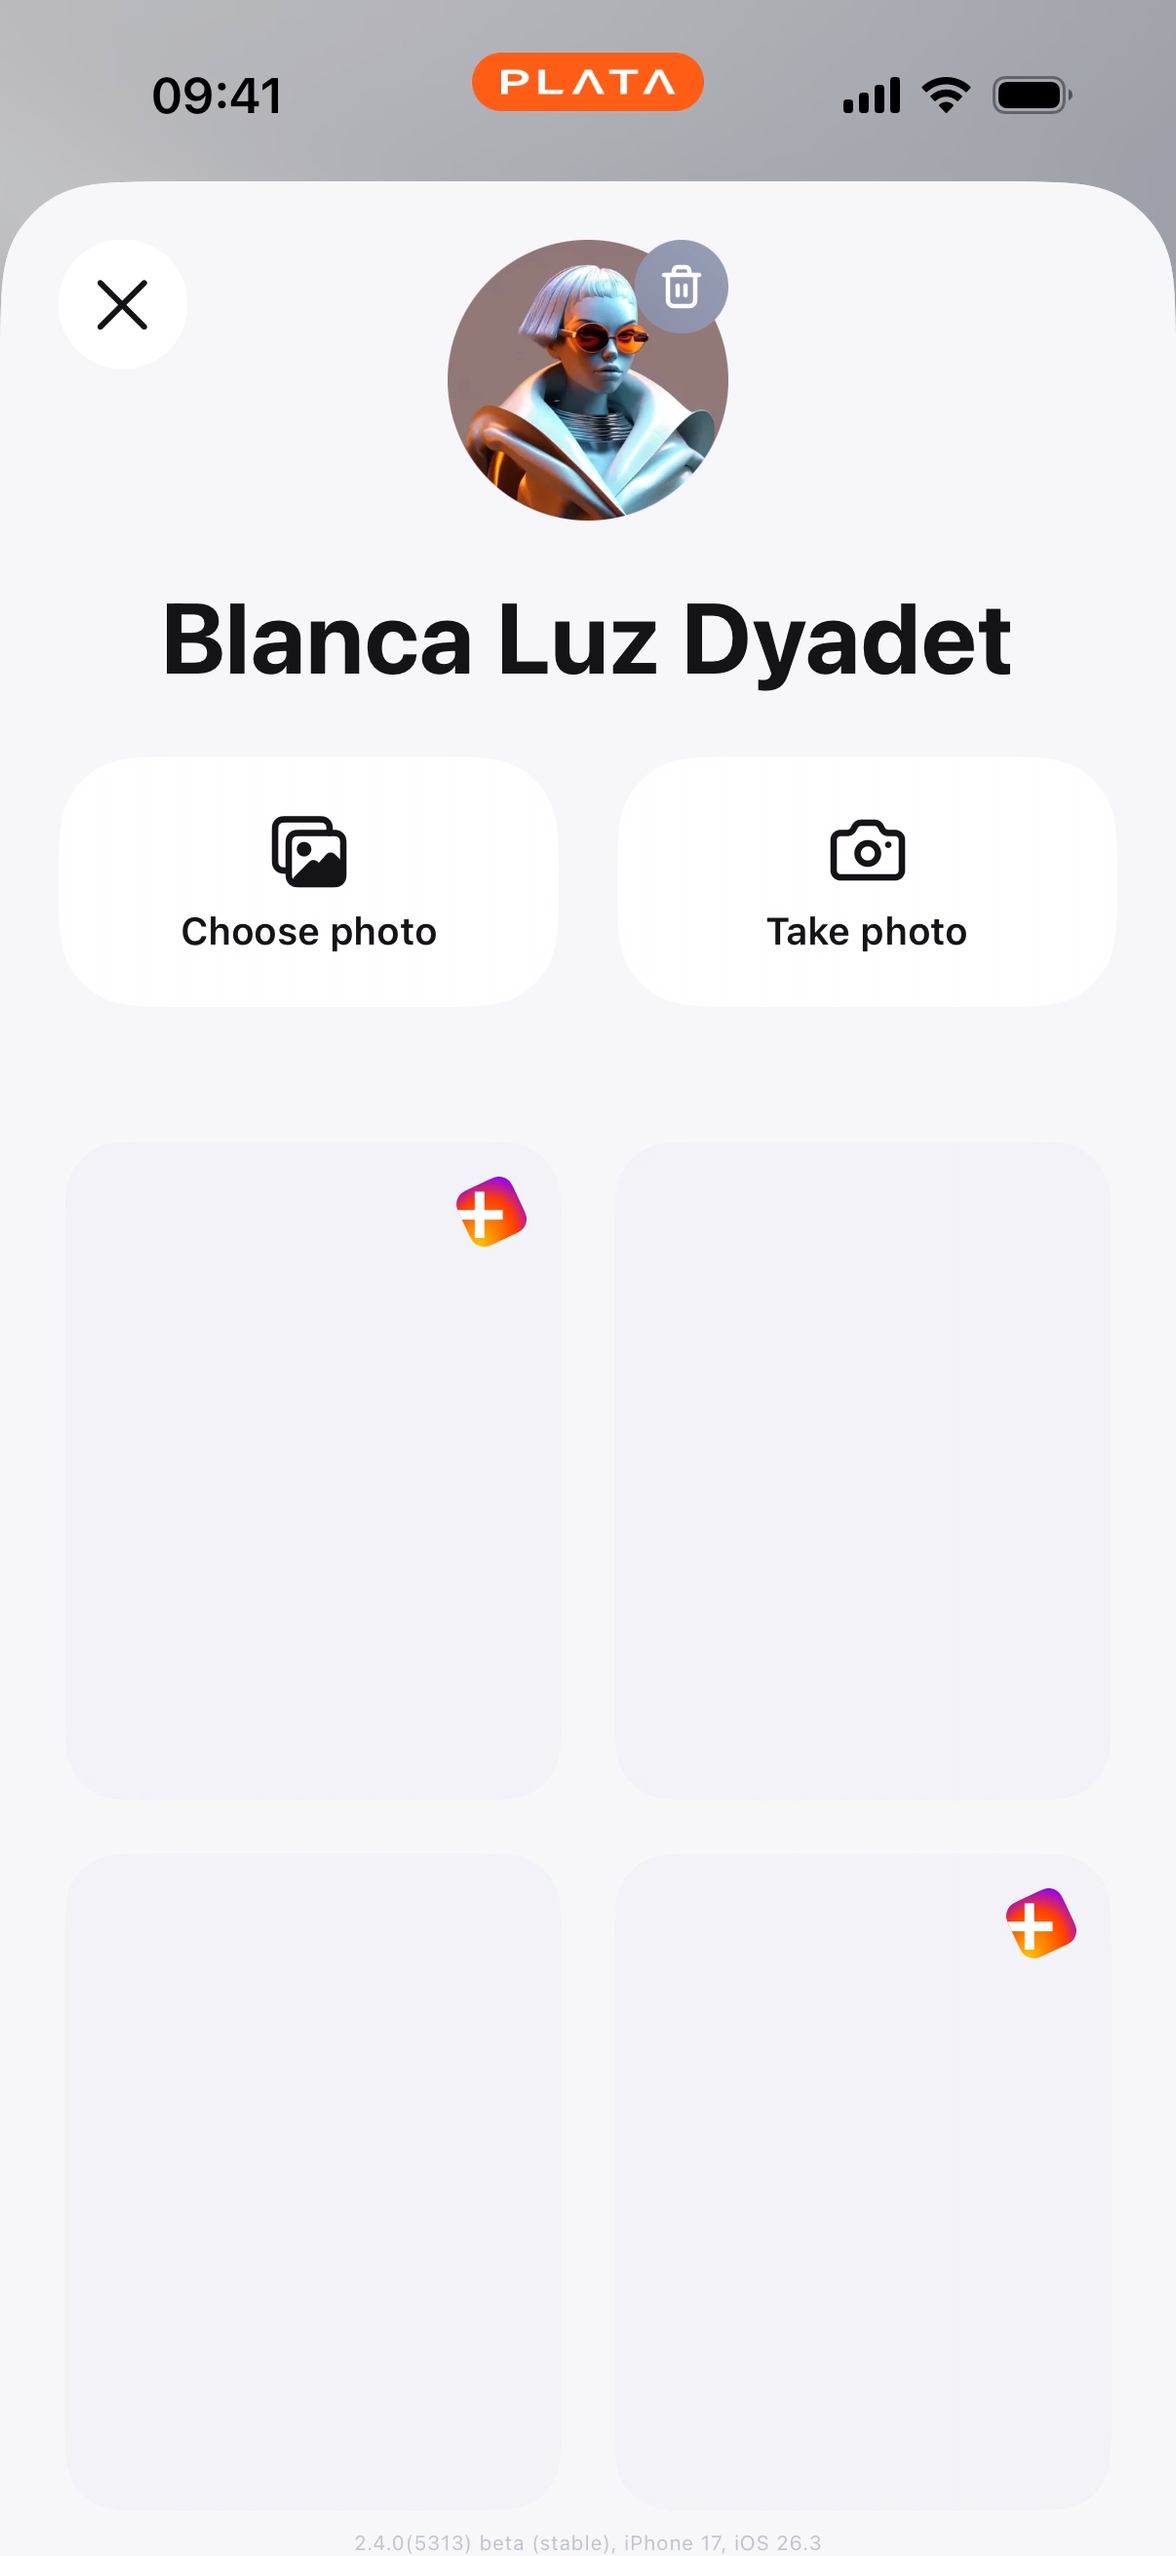 09:41
PLATA
Blanca Luz Dyadet
Choose photo
Take photo
2.4.0(5313) beta (stable), iPhone 17, iOS 26.3